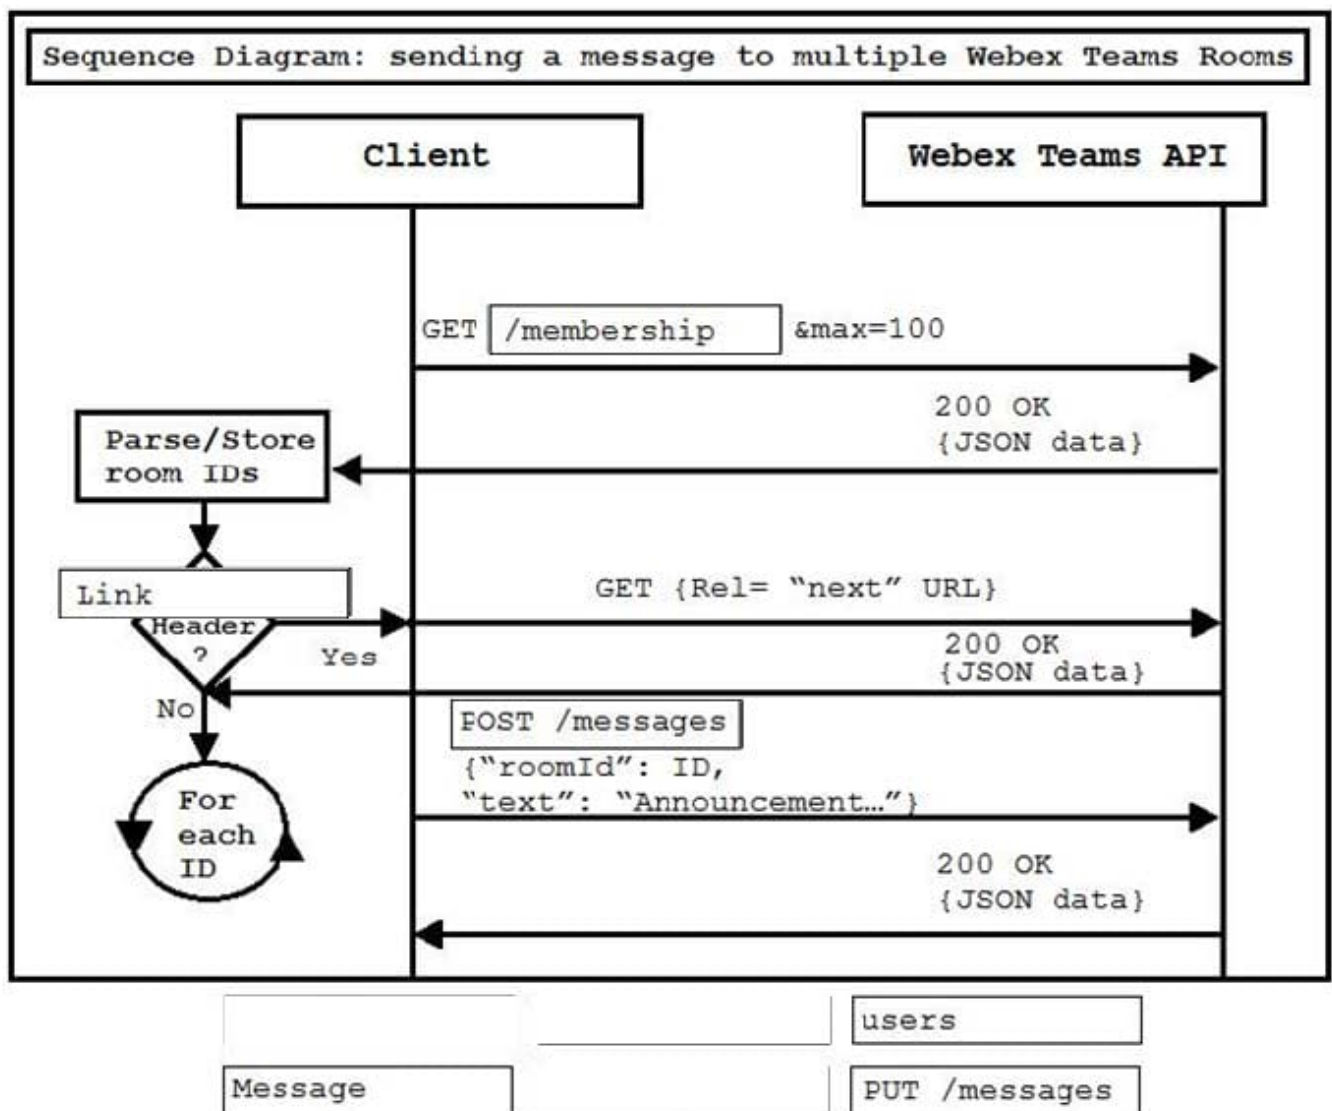 Sequence Diagram: sending a message to multiple Webex Teams Rooms
Client
Webex Teams API
GET /membership &max=100
200 OK
{JSON data}
Parse/Store
room IDs
Link
Header
?
Yes
No
GET {Rel= “next” URL}
200 OK
{JSON data}
POST /messages
{“roomId”: ID,
“text”: “Announcement…”}
For
each
ID
200 OK
{JSON data}
users
Message
PUT /messages